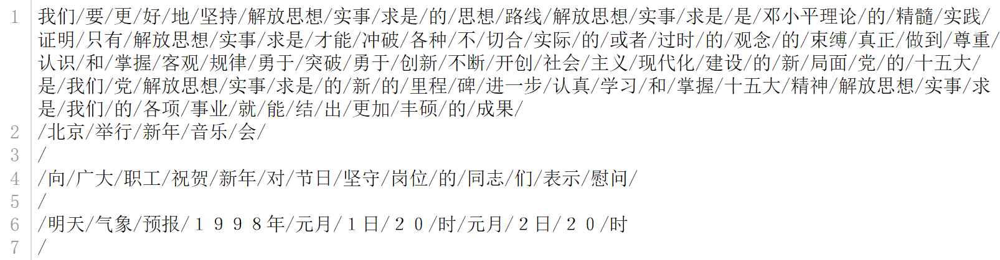 1 我们/要/更/好/地/坚持/解放思想/实事/求是/的/思想/路线/解放思想/实事/求是/是/邓小平理论/的/精髓/实践/
证明/只有/解放思想/实事/求是/才能/冲破/各种/不/切合/实际/的/或者/过时/的/观念/的/束缚/真正/做到/尊重/
认识/和/掌握/客观/规律/勇于/突破/勇于/创新/不断/开创/社会/主义/现代化/建设/的/新/局面/党/的/十五大/
是/我们/党/解放思想/实事/求是/的/新/的/里程/碑/进一步/认真/学习/和/掌握/十五大/精神/解放思想/实事/求
是/我们/的/各项/事业/就/能/结/出/更加/丰硕/的/成果/
2 /北京/举行/新年/音乐/会/
3 /
4 /向/广大/职工/祝贺/新年/对/节日/坚守/岗位/的/同志/们/表示/慰问/
5 /
6 /明天/气象/预报/１９９８年/元月/１日/２０/时/元月/２日/２０/时
7 /